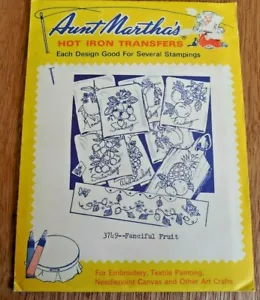 Aunt Martha's
HOT IRON TRANSFERS
Each Design Good For Several Stampings
3749--Fanciful Fruit
For Embroidery, Textile Painting,
Needlepoint Canvas and Other Art Crafts